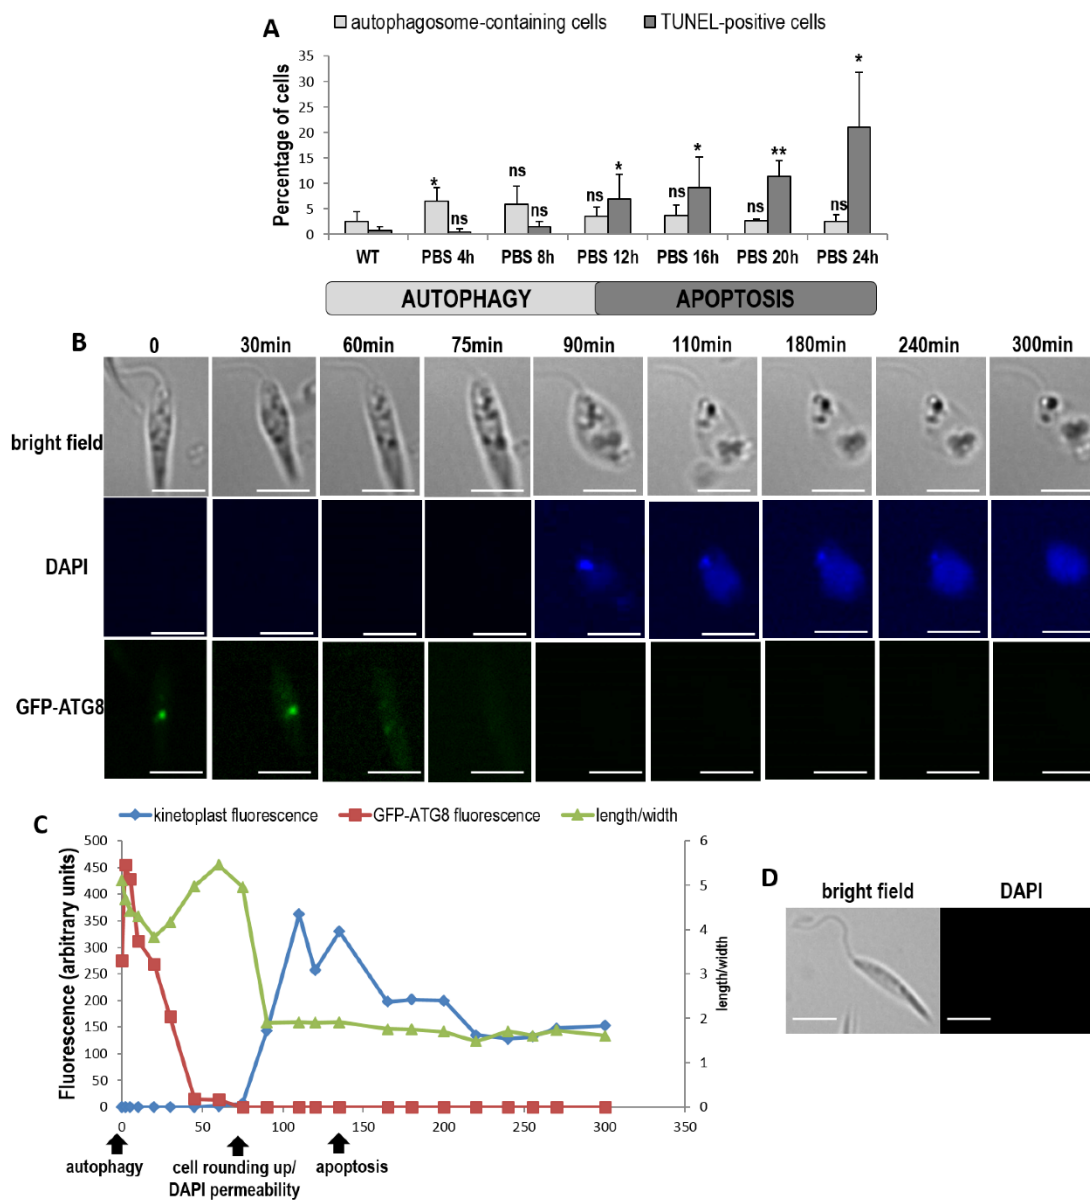 A
autophagosome-containing cells TUNEL-positive cells
Percentage of cells
35
30
25
20
15
10
5
0
* ns ns ns ns * ns * ns ** ns *
WT PBS 4h PBS 8h PBS 12h PBS 16h PBS 20h PBS 24h
AUTOPHAGY APOPTOSIS
B
0 30min 60min 75min 90min 110min 180min 240min 300min
bright field
DAPI
GFP-ATG8
C
kinetoplast fluorescence GFP-ATG8 fluorescence length/width
Fluorescence (arbitrary units)
500
450
400
350
300
250
200
150
100
50
0
6
5
4
3
2
1
0
length/width
0 50 100 150 200 250 300 350
autophagy cell rounding up/ apoptosis
DAPI permeability
D
bright field DAPI